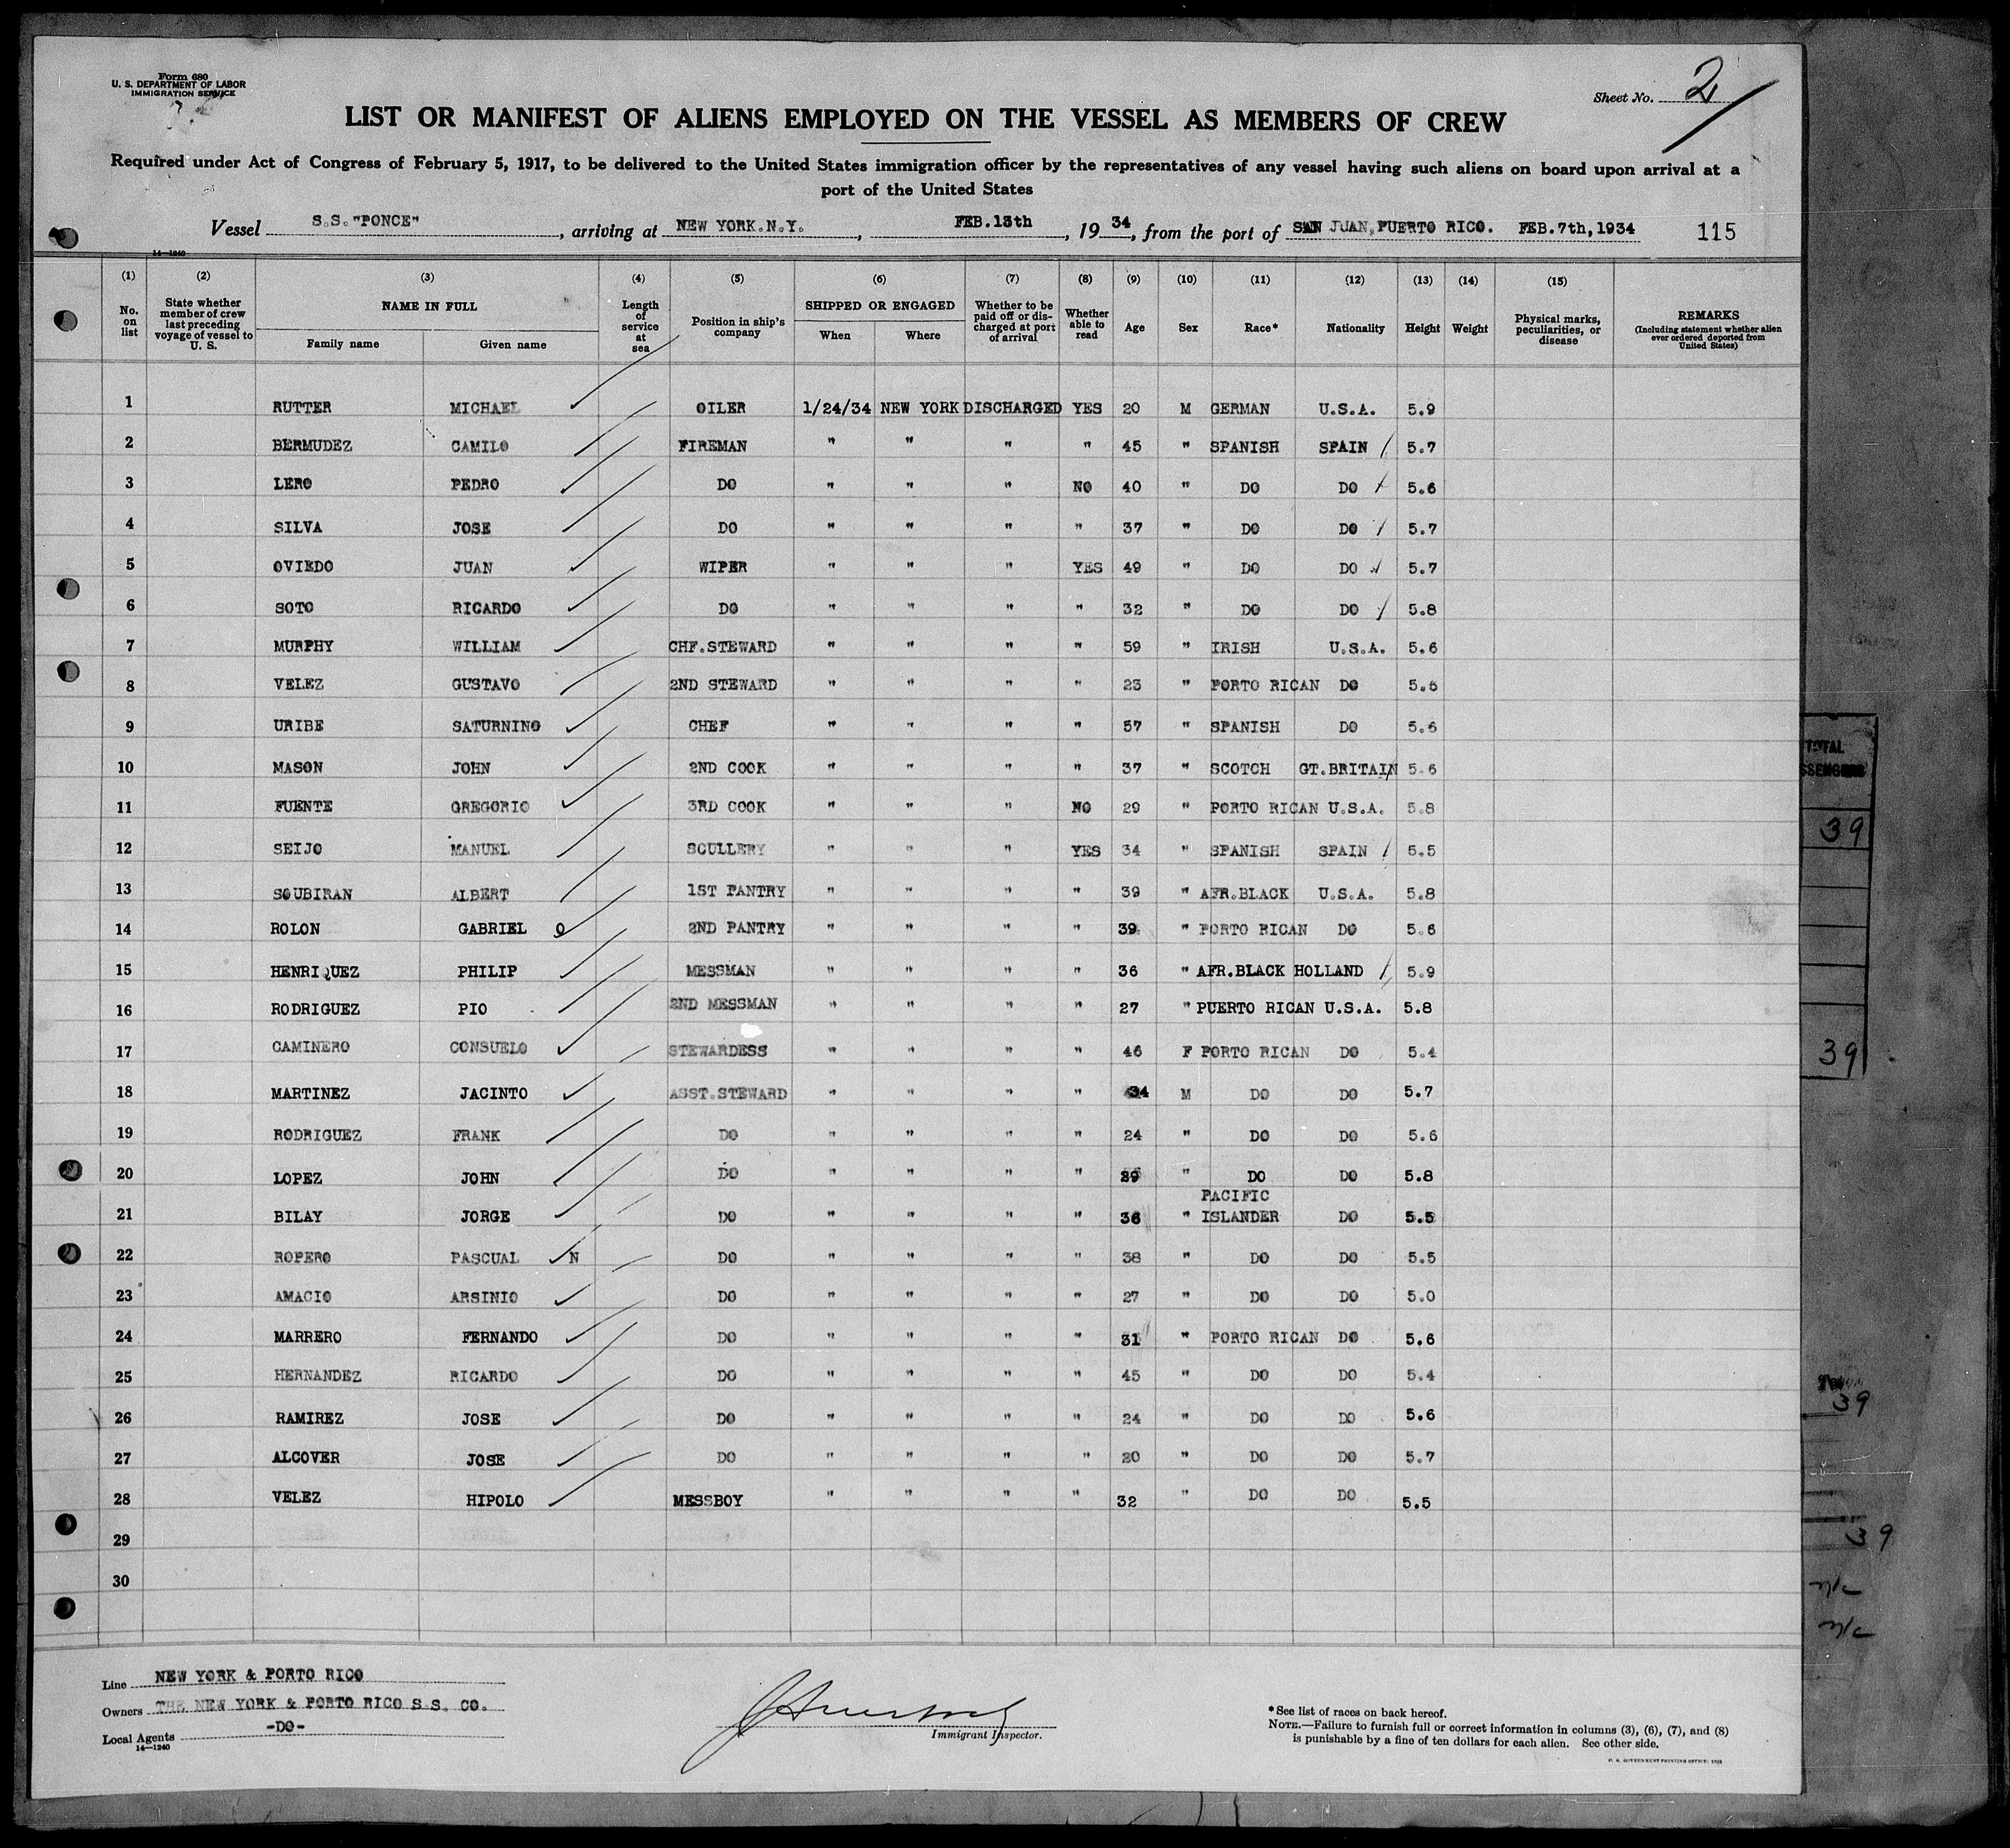 Form 680
U. S. DEPARTMENT OF LABOR
IMMIGRATION SERVICE
Sheet No. 2
LIST OR MANIFEST OF ALIENS EMPLOYED ON THE VESSEL AS MEMBERS OF CREW
Required under Act of Congress of February 5, 1917, to be delivered to the United States immigration officer by the representatives of any vessel having such aliens on board upon arrival at a
port of the United States
Vessel S.S."PONCE", arriving at NEW YORK.N.Y., FEB.13th, 1934, from the port of SAN JUAN,PUERTO RICO. FEB.7th,1934 115
14—1240
(1) (2) (3) (4) (5) (6) (7) (8) (9) (10) (11) (12) (13) (14) (15)
No. on list State whether member of crew last preceding voyage of vessel to U. S. NAME IN FULL Family name Given name Length of service at sea Position in ship's company SHIPPED OR ENGAGED When Where Whether to be paid off or discharged at port of arrival Whether able to read Age Sex Race* Nationality Height Weight Physical marks, peculiarities, or disease REMARKS (Including statement whether alien ever ordered deported from United States)
1 RUTTER MICHAEL OILER 1/24/34 NEW YORK DISCHARGED YES 20 M GERMAN U.S.A. 5.9
2 BERMUDEZ CAMILO FIREMAN " " " " 45 " SPANISH SPAIN 5.7
3 LERO PEDRO DO " " " NO 40 " DO DO 5.6
4 SILVA JOSE DO " " " " 37 " DO DO 5.7
5 OVIEDO JUAN WIPER " " " YES 49 " DO DO 5.7
6 SOTO RICARDO DO " " " " 32 " DO DO 5.8
7 MURPHY WILLIAM CHF.STEWARD " " " " 59 " IRISH U.S.A. 5.6
8 VELEZ GUSTAVO 2ND STEWARD " " " " 23 " PORTO RICAN DO 5.6
9 URIBE SATURNINO CHEF " " " " 57 " SPANISH DO 5.6
10 MASON JOHN 2ND COOK " " " " 37 " SCOTCH GT.BRITAIN 5.6
11 FUENTE GREGORIO 3RD COOK " " " NO 29 " PORTO RICAN U.S.A. 5.8
12 SEIJO MANUEL SCULLERY " " " YES 34 " SPANISH SPAIN 5.5
13 SOUBIRAN ALBERT 1ST PANTRY " " " " 39 " AFR.BLACK U.S.A. 5.8
14 ROLON GABRIEL O 2ND PANTRY " " " " 39 " PORTO RICAN DO 5.6
15 HENRIQUEZ PHILIP MESSMAN " " " " 36 " AFR.BLACK HOLLAND 5.9
16 RODRIGUEZ PIO 2ND MESSMAN " " " " 27 " PUERTO RICAN U.S.A. 5.8
17 CAMINERO CONSUELO STEWARDESS " " " " 46 F PORTO RICAN DO 5.4
18 MARTINEZ JACINTO ASST.STEWARD " " " " 34 M DO DO 5.7
19 RODRIGUEZ FRANK DO " " " " 24 " DO DO 5.6
20 LOPEZ JOHN DO " " " " 29 " DO DO 5.8
PACIFIC
21 BILAY JORGE DO " " " " 36 " ISLANDER DO 5.5
22 ROPERO PASCUAL N DO " " " " 38 " DO DO 5.5
23 AMACIO ARSINIO DO " " " " 27 " DO DO 5.0
24 MARRERO FERNANDO DO " " " " 31 " PORTO RICAN DO 5.6
25 HERNANDEZ RICARDO DO " " " " 45 " DO DO 5.4
26 RAMIREZ JOSE DO " " " " 24 " DO DO 5.6
27 ALCOVER JOSE DO " " " " 20 " DO DO 5.7
28 VELEZ HIPOLO MESSBOY " " " " 32 " DO DO 5.5
29
30
39
39
39
39
Line NEW YORK & PORTO RICO
Owners THE NEW YORK & PORTO RICO S.S. CO.
Local Agents -DO-
14—1240
Immigrant Inspector.
*See list of races on back hereof.
NOTE.—Failure to furnish full or correct information in columns (3), (6), (7), and (8)
is punishable by a fine of ten dollars for each alien. See other side.